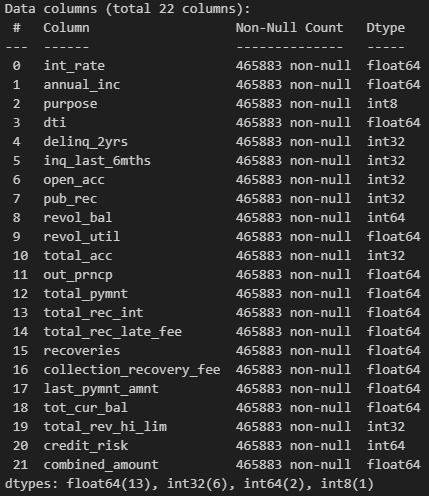 Data columns (total 22 columns):
 #   Column                   Non-Null Count   Dtype
---  ------                   --------------   -----
 0   int_rate                 465883 non-null  float64
 1   annual_inc               465883 non-null  float64
 2   purpose                  465883 non-null  int8
 3   dti                      465883 non-null  float64
 4   delinq_2yrs              465883 non-null  int32
 5   inq_last_6mths           465883 non-null  int32
 6   open_acc                 465883 non-null  int32
 7   pub_rec                  465883 non-null  int32
 8   revol_bal                465883 non-null  int64
 9   revol_util               465883 non-null  float64
 10  total_acc                465883 non-null  int32
 11  out_prncp                465883 non-null  float64
 12  total_pymnt              465883 non-null  float64
 13  total_rec_int            465883 non-null  float64
 14  total_rec_late_fee       465883 non-null  float64
 15  recoveries               465883 non-null  float64
 16  collection_recovery_fee  465883 non-null  float64
 17  last_pymnt_amnt          465883 non-null  float64
 18  tot_cur_bal              465883 non-null  float64
 19  total_rev_hi_lim         465883 non-null  int32
 20  credit_risk              465883 non-null  int64
 21  combined_amount          465883 non-null  float64
dtypes: float64(13), int32(6), int64(2), int8(1)